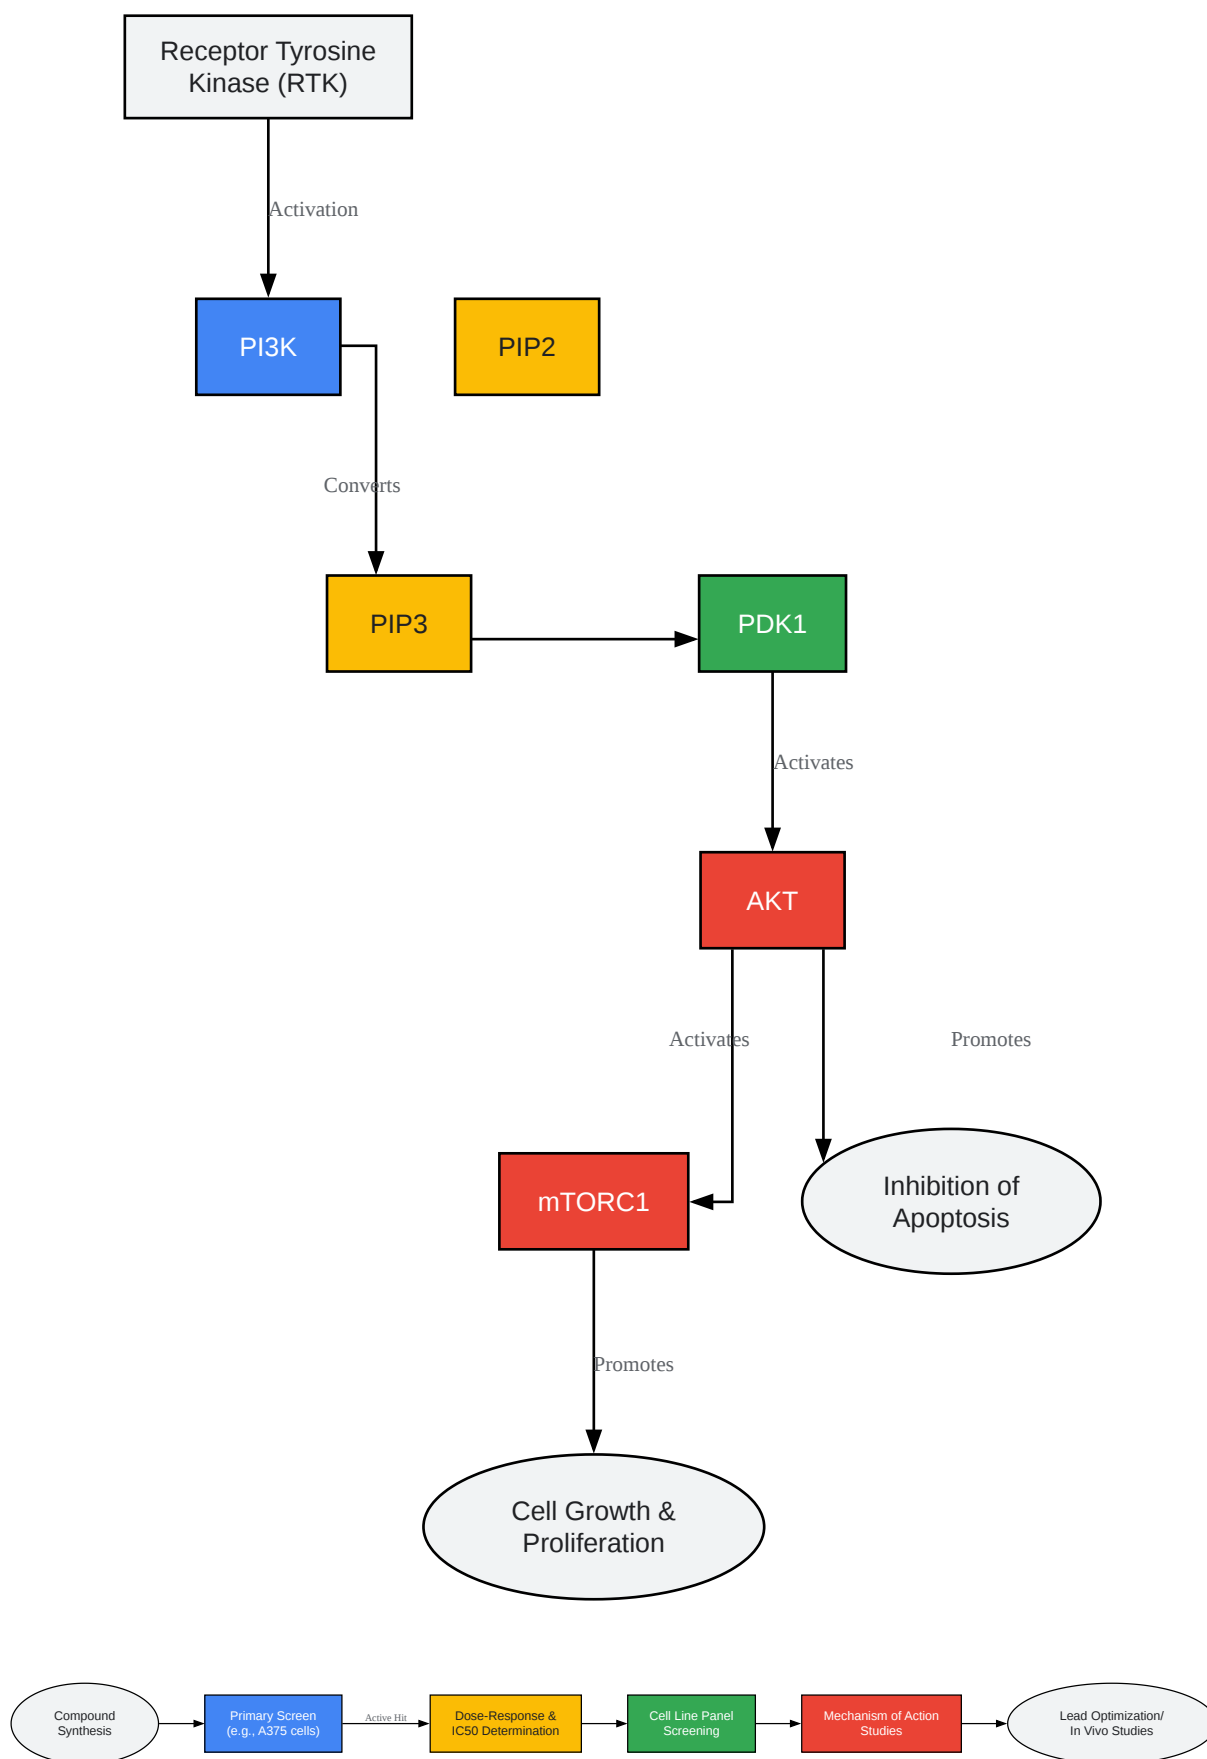 Receptor Tyrosine
Kinase (RTK)
Activation
PI3K
PIP2
Converts
PIP3
PDK1
Activates
AKT
Activates
Promotes
Inhibition of
Apoptosis
mTORC1
Promotes
Cell Growth &
Proliferation
Compound
Synthesis
Primary Screen
(e.g., A375 cells)
Active Hit
Dose-Response &
IC50 Determination
Cell Line Panel
Screening
Mechanism of Action
Studies
Lead Optimization/
In Vivo Studies